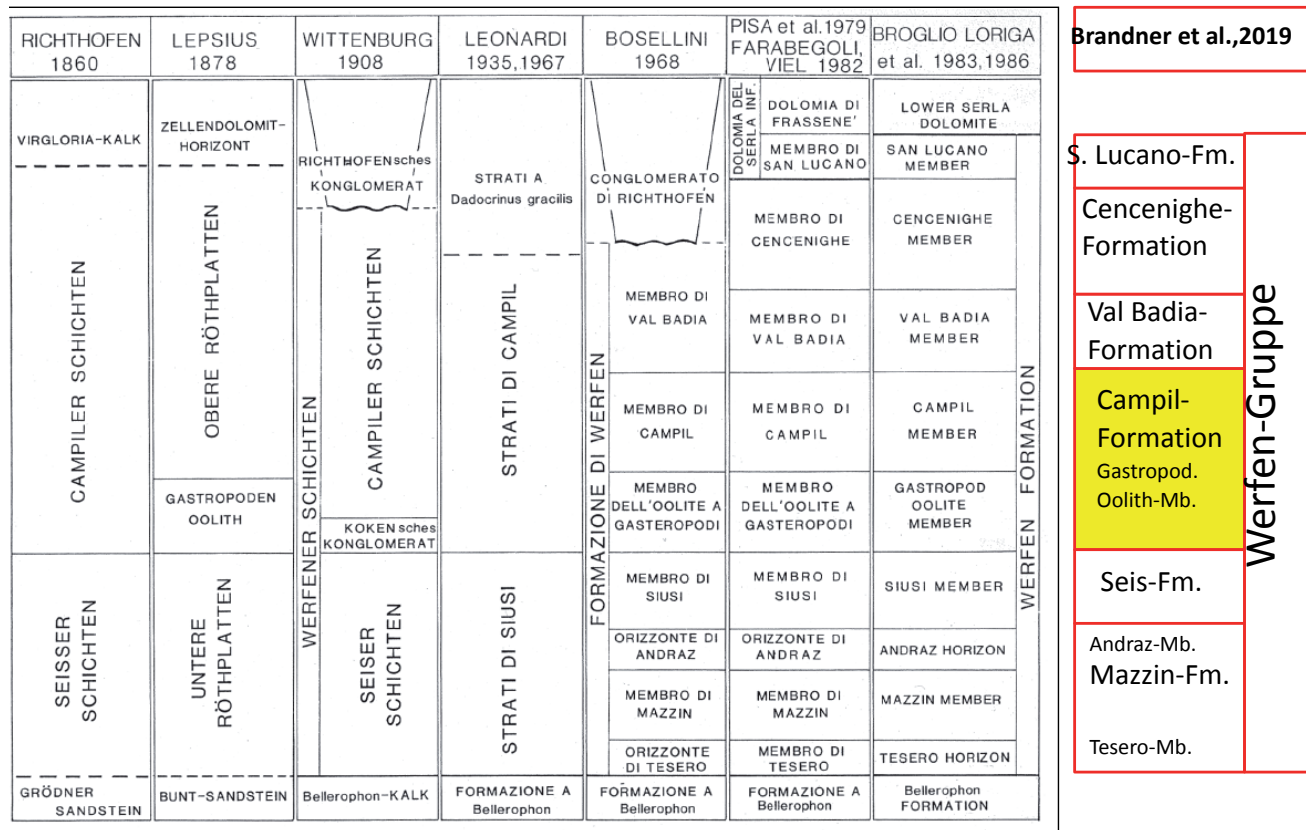 RICHTHOFEN
1860
VIRGLORIA-KALK
CAMPILER SCHICHTEN
SEISSER
SCHICHTEN
GRÖDNER
SANDSTEIN
LEPSIUS
1878
ZELLENDOLOMIT-
HORIZONT
OBERE RÖTHPLATTEN
GASTROPODEN
OOLITH
UNTERE
RÖTHPLATTEN
BUNT-SANDSTEIN
WITTENBURG
1908
RICHTHOFENsches
KONGLOMERAT
WERFENER SCHICHTEN
CAMPILER SCHICHTEN
KOKENsches
KONGLOMERAT
SEISER
SCHICHTEN
Bellerophon-KALK
LEONARDI
1935,1967
STRATI A
Dadocrinus gracilis
STRATI DI CAMPIL
STRATI DI SIUSI
FORMAZIONE A
Bellerophon
BOSELLINI
1968
CONGLOMERATO
DI RICHTHOFEN
FORMAZIONE DI WERFEN
MEMBRO DI
VAL BADIA
MEMBRO DI
CAMPIL
MEMBRO
DELL'OOLITE A
GASTEROPODI
MEMBRO DI
SIUSI
ORIZZONTE DI
ANDRAZ
MEMBRO DI
MAZZIN
ORIZZONTE
DI TESERO
FORMAZIONE A
Bellerophon
PISA et al.1979
FARABEGOLI,
VIEL 1982
DOLOMIA DEL
SERLA INF.
DOLOMIA DI
FRASSENE'
MEMBRO DI
SAN LUCANO
MEMBRO DI
CENCENIGHE
MEMBRO DI
VAL BADIA
MEMBRO DI
CAMPIL
MEMBRO
DELL'OOLITE A
GASTEROPODI
MEMBRO DI
SIUSI
ORIZZONTE DI
ANDRAZ
MEMBRO DI
MAZZIN
MEMBRO DI
TESERO
FORMAZIONE A
Bellerophon
BROGLIO LORIGA
et al. 1983,1986
LOWER SERLA
DOLOMITE
SAN LUCANO
MEMBER
CENCENIGHE
MEMBER
VAL BADIA
MEMBER
CAMPIL
MEMBER
GASTROPOD
OOLITE
MEMBER
SIUSI MEMBER
ANDRAZ HORIZON
MAZZIN MEMBER
TESERO HORIZON
WERFEN FORMATION
Bellerophon
FORMATION
Brandner et al.,2019
S. Lucano-Fm.
Cencenighe-
Formation
Val Badia-
Formation
Campil-
Formation
Gastropod.
Oolith-Mb.
Seis-Fm.
Andraz-Mb.
Mazzin-Fm.
Tesero-Mb.
Werfen-Gruppe